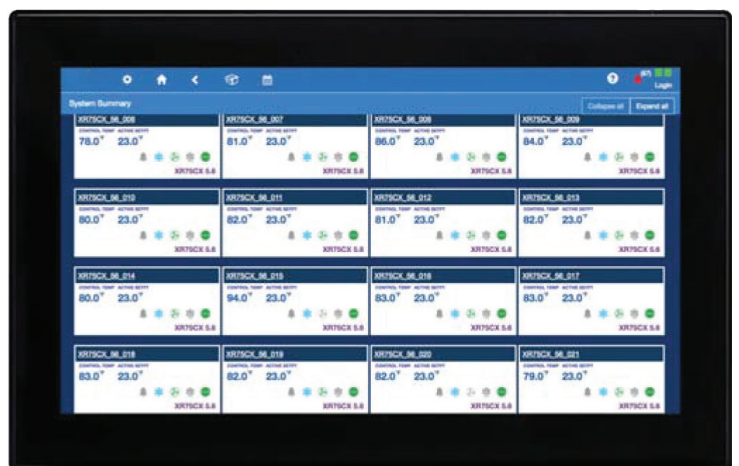 (67)
Login
System Summary
Collapse all Expand all
XR75CX_56_006 XR75CX_56_007 XR75CX_56_008 XR75CX_56_009
CONTROL TEMP ACTIVE SETPT CONTROL TEMP ACTIVE SETPT CONTROL TEMP ACTIVE SETPT CONTROL TEMP ACTIVE SETPT
78.0°F 23.0°F 81.0°F 23.0°F 86.0°F 23.0°F 84.0°F 23.0°F
XR75CX 5.6 XR75CX 5.6 XR75CX 5.6 XR75CX 5.6
XR75CX_56_010 XR75CX_56_011 XR75CX_56_012 XR75CX_56_013
CONTROL TEMP ACTIVE SETPT CONTROL TEMP ACTIVE SETPT CONTROL TEMP ACTIVE SETPT CONTROL TEMP ACTIVE SETPT
80.0°F 23.0°F 82.0°F 23.0°F 81.0°F 23.0°F 82.0°F 23.0°F
XR75CX 5.6 XR75CX 5.6 XR75CX 5.6 XR75CX 5.6
XR75CX_56_014 XR75CX_56_015 XR75CX_56_016 XR75CX_56_017
CONTROL TEMP ACTIVE SETPT CONTROL TEMP ACTIVE SETPT CONTROL TEMP ACTIVE SETPT CONTROL TEMP ACTIVE SETPT
80.0°F 23.0°F 94.0°F 23.0°F 83.0°F 23.0°F 83.0°F 23.0°F
XR75CX 5.6 XR75CX 5.6 XR75CX 5.6 XR75CX 5.6
XR75CX_56_018 XR75CX_56_019 XR75CX_56_020 XR75CX_56_021
CONTROL TEMP ACTIVE SETPT CONTROL TEMP ACTIVE SETPT CONTROL TEMP ACTIVE SETPT CONTROL TEMP ACTIVE SETPT
83.0°F 23.0°F 82.0°F 23.0°F 82.0°F 23.0°F 79.0°F 23.0°F
XR75CX 5.6 XR75CX 5.6 XR75CX 5.6 XR75CX 5.6